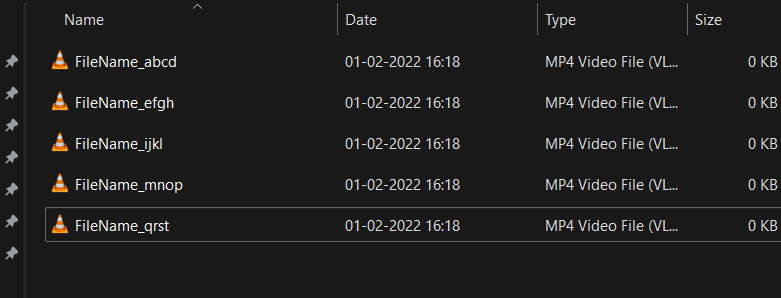 Name Date Type Size
FileName_abcd 01-02-2022 16:18 MP4 Video File (VL... 0 KB
FileName_efgh 01-02-2022 16:18 MP4 Video File (VL... 0 KB
FileName_ijkl 01-02-2022 16:18 MP4 Video File (VL... 0 KB
FileName_mnop 01-02-2022 16:18 MP4 Video File (VL... 0 KB
FileName_qrst 01-02-2022 16:18 MP4 Video File (VL... 0 KB